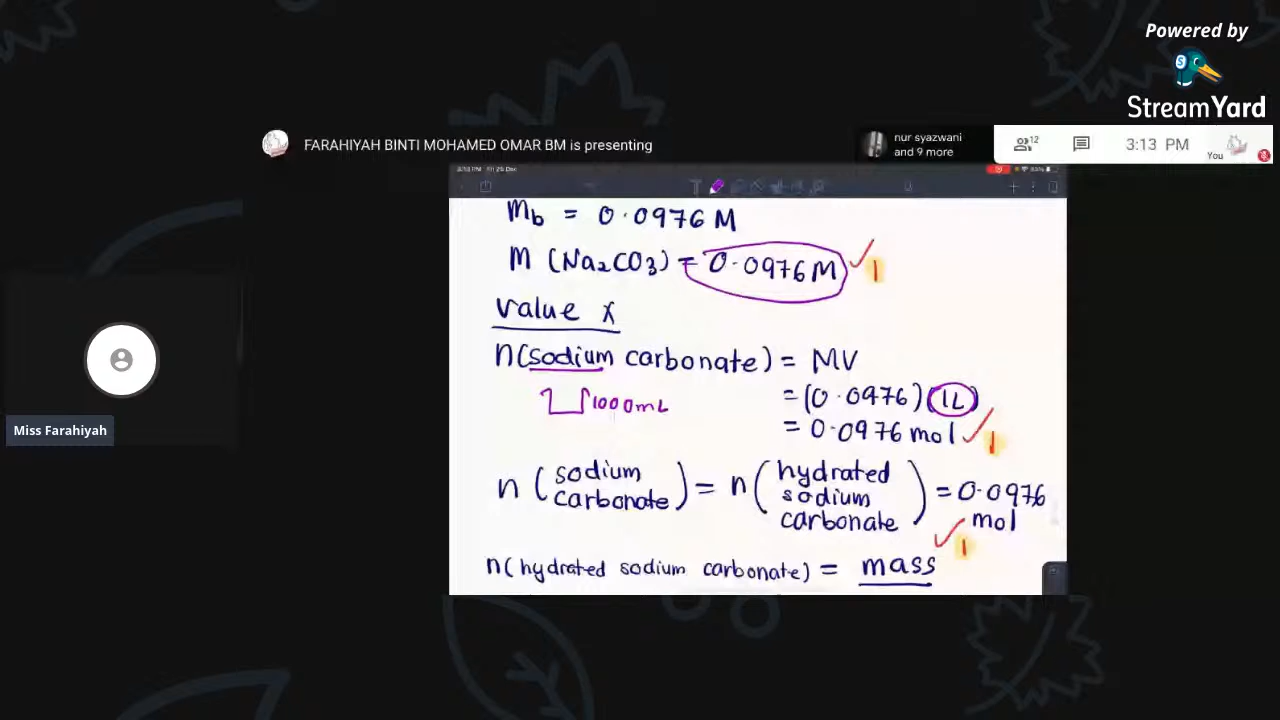 Powered by
StreamYard
FARAHIYAH BINTI MOHAMED OMAR BM is presenting
nur syazwani
and 9 more
12
3:13 PM
You
Mb = 0.0976 M
M (Na₂CO₃) = 0.0976 M ✓ 1
value x
n(sodium carbonate) = MV
1000mL
= (0.0976)(1L)
= 0.0976 mol ✓ 1
n (sodium carbonate) = n (hydrated sodium carbonate) = 0.0976 mol ✓ 1
n(hydrated sodium carbonate) = mass
Miss Farahiyah